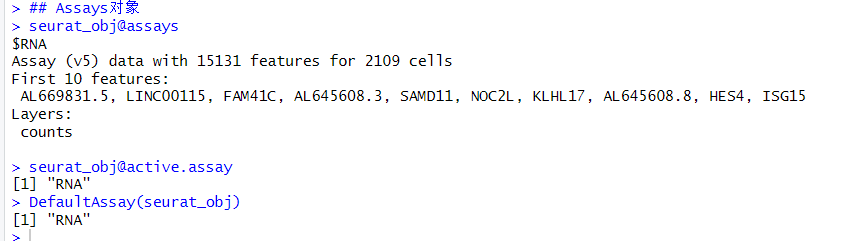 > ## Assays对象
> seurat_obj@assays
$RNA
Assay (v5) data with 15131 features for 2109 cells
First 10 features:
 AL669831.5, LINC00115, FAM41C, AL645608.3, SAMD11, NOC2L, KLHL17, AL645608.8, HES4, ISG15
Layers:
 counts
> seurat_obj@active.assay
[1] "RNA"
> DefaultAssay(seurat_obj)
[1] "RNA"
>